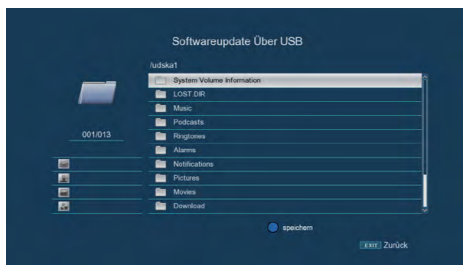 Softwareupdate Über USB
/udska1
System Volume Information
LOST.DIR
Music
Podcasts
001/013
Ringtones
Alarms
Notifications
Pictures
Movies
Download
speichern
EXIT Zurück